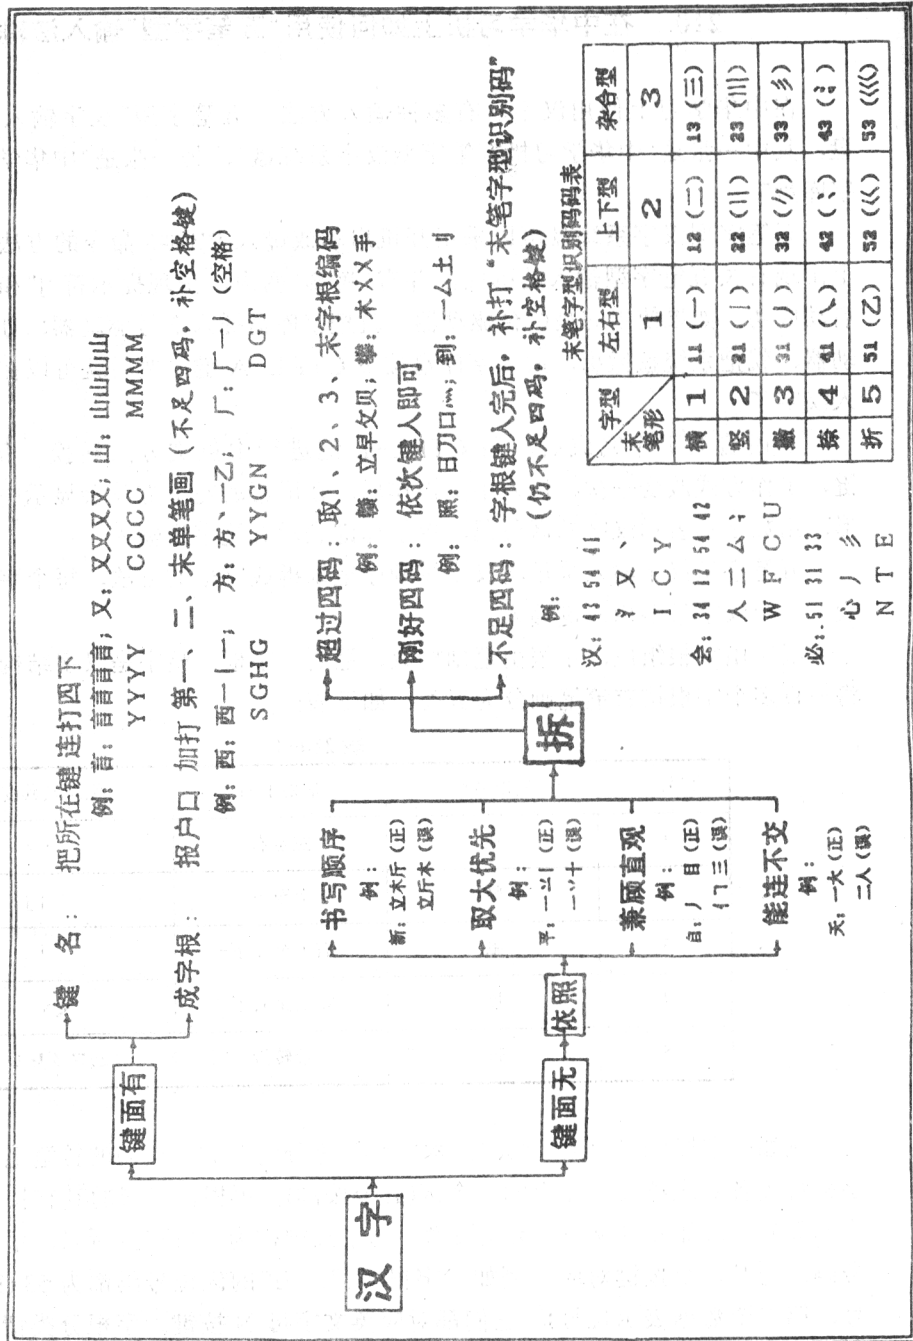 汉字
键面有
键名： 把所在键连打四下
例：言：言言言言；又：又又又又；山：山山山山
YYYY CCCC MMMM
成字根： 报户口 加打 第一、二、末单笔画（不足四码，补空格键）
例：西：西一丨一； 方：方、一乙； 厂：厂一丿（空格）
SGHG YYGN DGT
键面无
依照
书写顺序
例：
新：立木斤（正）
立斤木（误）
取大优先
例：
平：一丷丨（正）
一丷十（误）
兼顾直观
例：
自：丿目（正）
亻𠃍三（误）
能连不交
例：
天：一大（正）
二人（误）
拆
超过四码：取1、2、3、末字根编码
例：赣：立早攵贝；攀：木㐅㐅手
刚好四码：依次键入即可
例：照：日刀口灬；到：一厶土刂
不足四码：字根键入完后，补打“末笔字型识别码”
（仍不足四码，补空格键）
例：
汉：43 54 41
氵又、
I C Y
会：34 12 54 42
人二厶冫
W F C U
必：51 31 33
心丿彡
N T E
末笔字型识别码码表
字型 左右型 上下型 杂合型
末笔形 1 2 3
横 1 11（一） 12（二） 13（三）
竖 2 21（丨） 22（刂） 23（川）
撇 3 31（丿） 32（⺁） 33（彡）
捺 4 41（㇏） 42（冫） 43（氵）
折 5 51（乙） 52（巜） 53（巛）